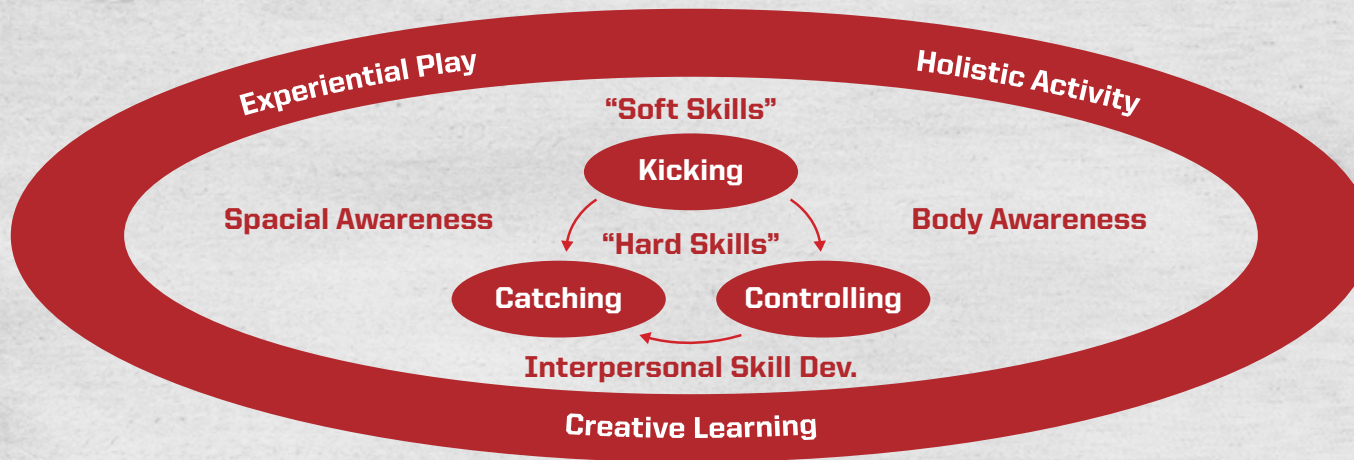 Experiential Play
Holistic Activity
“Soft Skills”
Kicking
Spacial Awareness
Body Awareness
“Hard Skills”
Catching
Controlling
Interpersonal Skill Dev.
Creative Learning